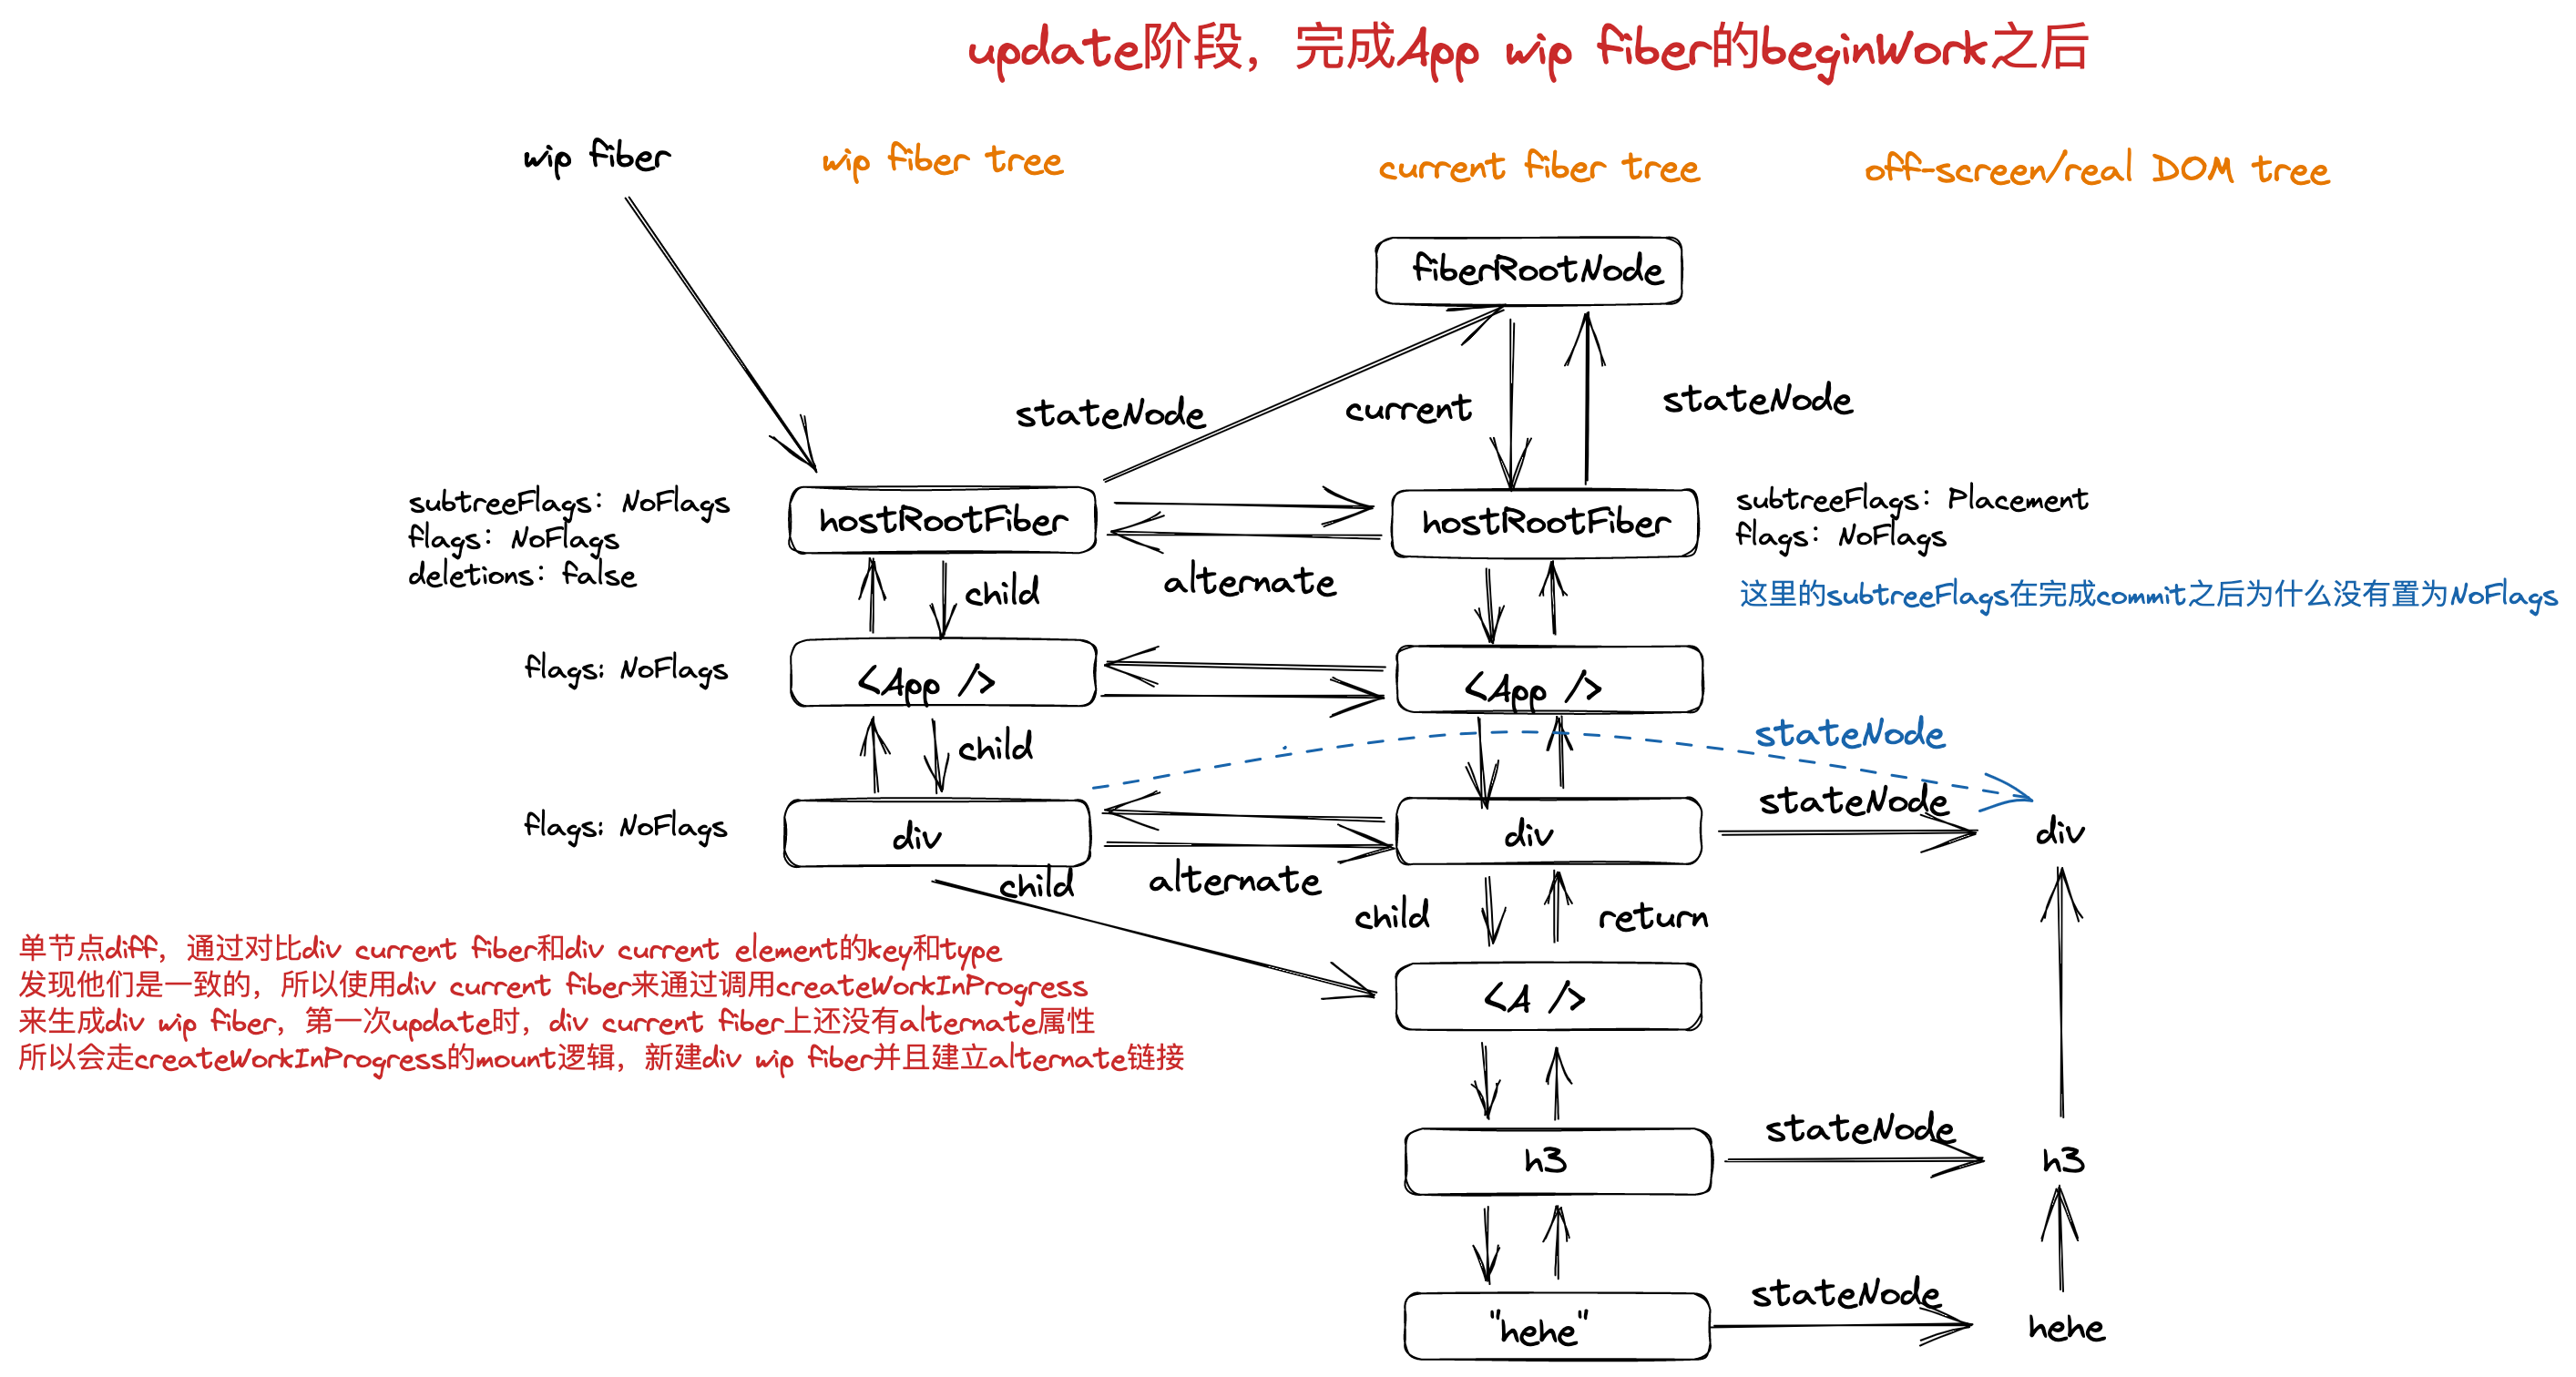 update阶段，完成App wip fiber的beginWork之后
wip fiber
wip fiber tree
current fiber tree
off-screen/real DOM tree
fiberRootNode
stateNode
current
stateNode
subtreeFlags: NoFlags
flags: NoFlags
deletions: false
hostRootFiber
hostRootFiber
subtreeFlags: Placement
flags: NoFlags
child
alternate
这里的subtreeFlags在完成commit之后为什么没有置为NoFlags
flags: NoFlags
<App />
<App />
child
stateNode
stateNode
flags: NoFlags
div
div
div
child
alternate
child
return
单节点diff，通过对比div current fiber和div current element的key和type
发现他们是一致的，所以使用div current fiber来通过调用createWorkInProgress
来生成div wip fiber，第一次update时，div current fiber上还没有alternate属性
所以会走createWorkInProgress的mount逻辑，新建div wip fiber并且建立alternate链接
<A />
stateNode
h3
h3
stateNode
"hehe"
hehe